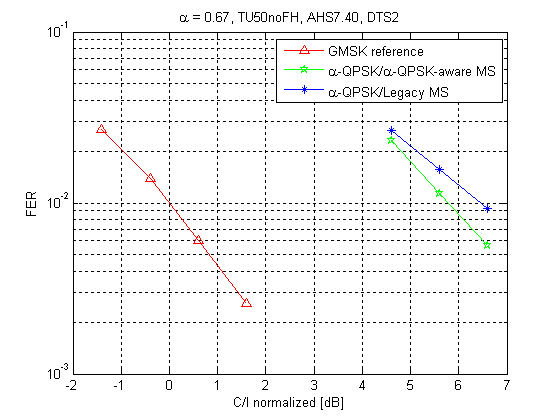 α = 0.67, TU50noFH, AHS7.40, DTS2
10^-1
GMSK reference
α-QPSK/α-QPSK-aware MS
α-QPSK/Legacy MS
FER
10^-2
10^-3
-2 -1 0 1 2 3 4 5 6 7
C/I normalized [dB]